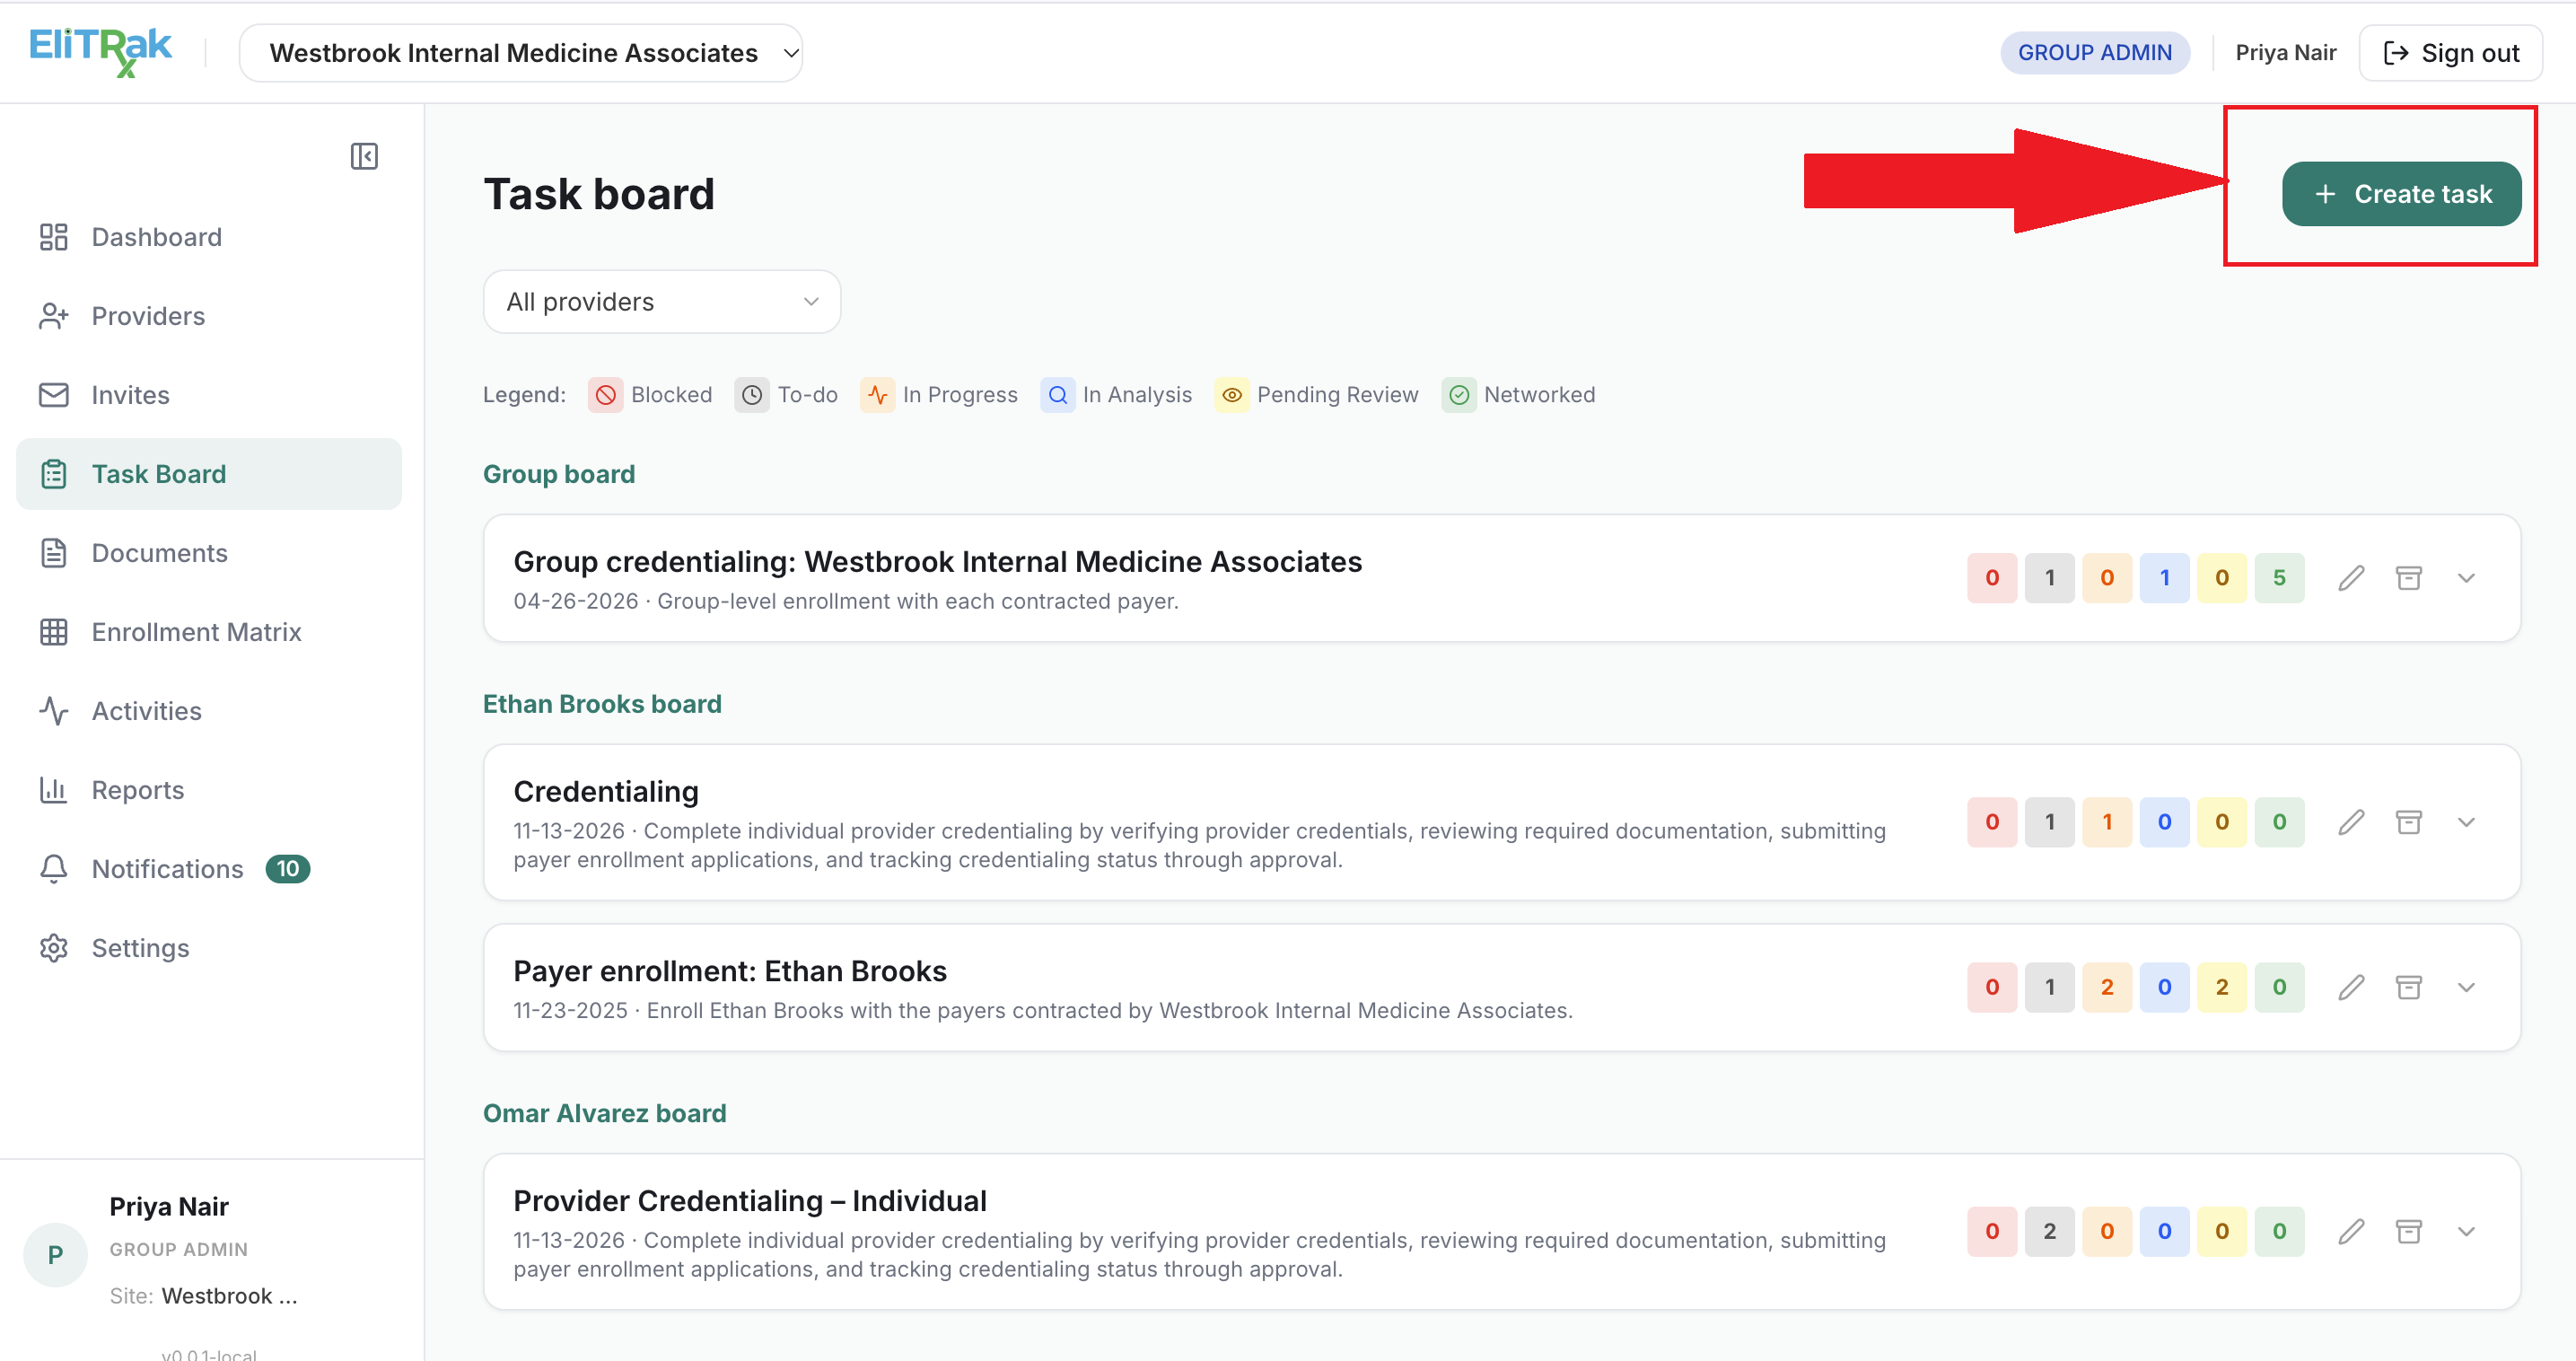 EliTRak
Westbrook Internal Medicine Associates
GROUP ADMIN
Priya Nair
Sign out
Dashboard
Providers
Invites
Task Board
Documents
Enrollment Matrix
Activities
Reports
Notifications 10
Settings
Priya Nair
P
GROUP ADMIN
Site: Westbrook ...
v0.0.1-local
Task board
+ Create task
All providers
Legend: Blocked To-do In Progress In Analysis Pending Review Networked
Group board
Group credentialing: Westbrook Internal Medicine Associates
04-26-2026 · Group-level enrollment with each contracted payer.
0 1 0 1 0 5
Ethan Brooks board
Credentialing
11-13-2026 · Complete individual provider credentialing by verifying provider credentials, reviewing required documentation, submitting
payer enrollment applications, and tracking credentialing status through approval.
0 1 1 0 0 0
Payer enrollment: Ethan Brooks
11-23-2025 · Enroll Ethan Brooks with the payers contracted by Westbrook Internal Medicine Associates.
0 1 2 0 2 0
Omar Alvarez board
Provider Credentialing – Individual
11-13-2026 · Complete individual provider credentialing by verifying provider credentials, reviewing required documentation, submitting
payer enrollment applications, and tracking credentialing status through approval.
0 2 0 0 0 0